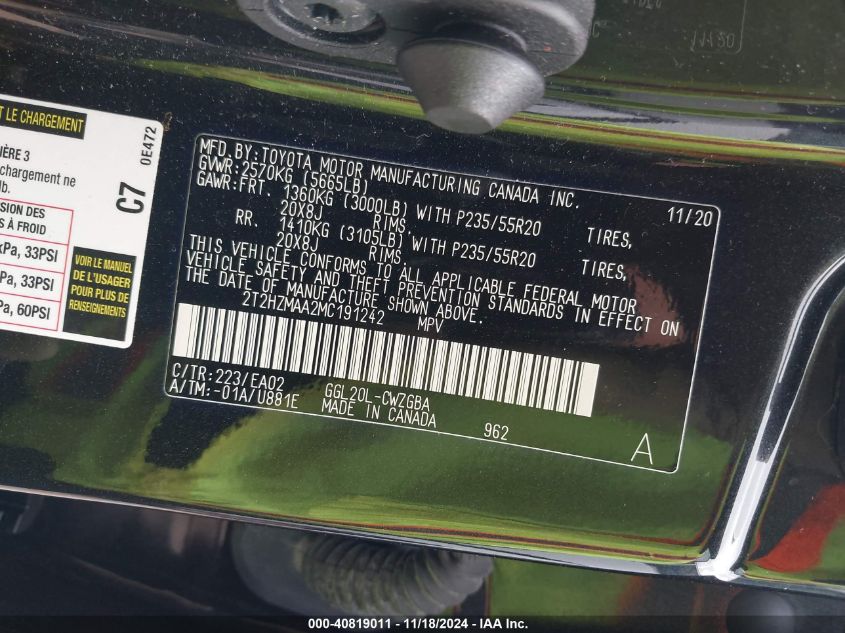 11120
T LE CHARGEMENT
IÈRE 3
chargement ne
lb.
0E472
C7
SION DES
S À FROID
kPa, 33PSI
Pa, 33PSI
Pa, 60PSI
VOIR LE MANUEL
DE L'USAGER
POUR PLUS DE
RENSEIGNEMENTS
MFD. BY: TOYOTA MOTOR MANUFACTURING CANADA INC.
GVWR: 2570KG (5665LB) 11/20
GAWR: FRT. 1360KG (3000LB) WITH P235/55R20 TIRES,
20X8J RIMS,
RR. 1410KG (3105LB) WITH P235/55R20 TIRES,
20X8J RIMS.
THIS VEHICLE CONFORMS TO ALL APPLICABLE FEDERAL MOTOR
VEHICLE SAFETY AND THEFT PREVENTION STANDARDS IN EFFECT ON
THE DATE OF MANUFACTURE SHOWN ABOVE.
2T2HZMAA2MC191242 MPV
C/TR: 223/EA02 GGL20L-CWZGBA
A/TM: -01A/U881E MADE IN CANADA 962
A
000-40819011 - 11/18/2024 - IAA Inc.